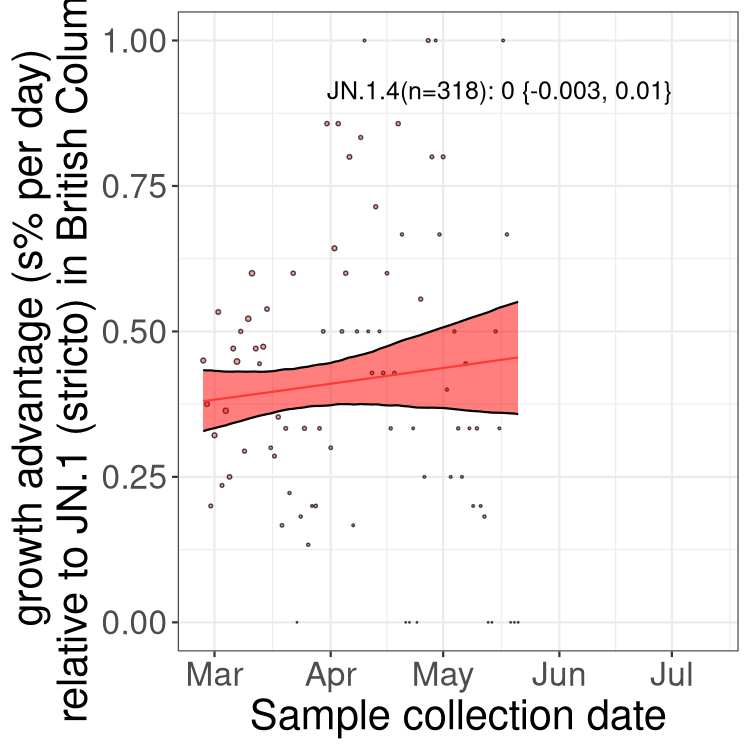 growth advantage (s% per day)
relative to JN.1 (stricto) in British Colum
1.00
0.75
0.50
0.25
0.00
JN.1.4(n=318): 0 {-0.003, 0.01}
Mar Apr May Jun Jul
Sample collection date